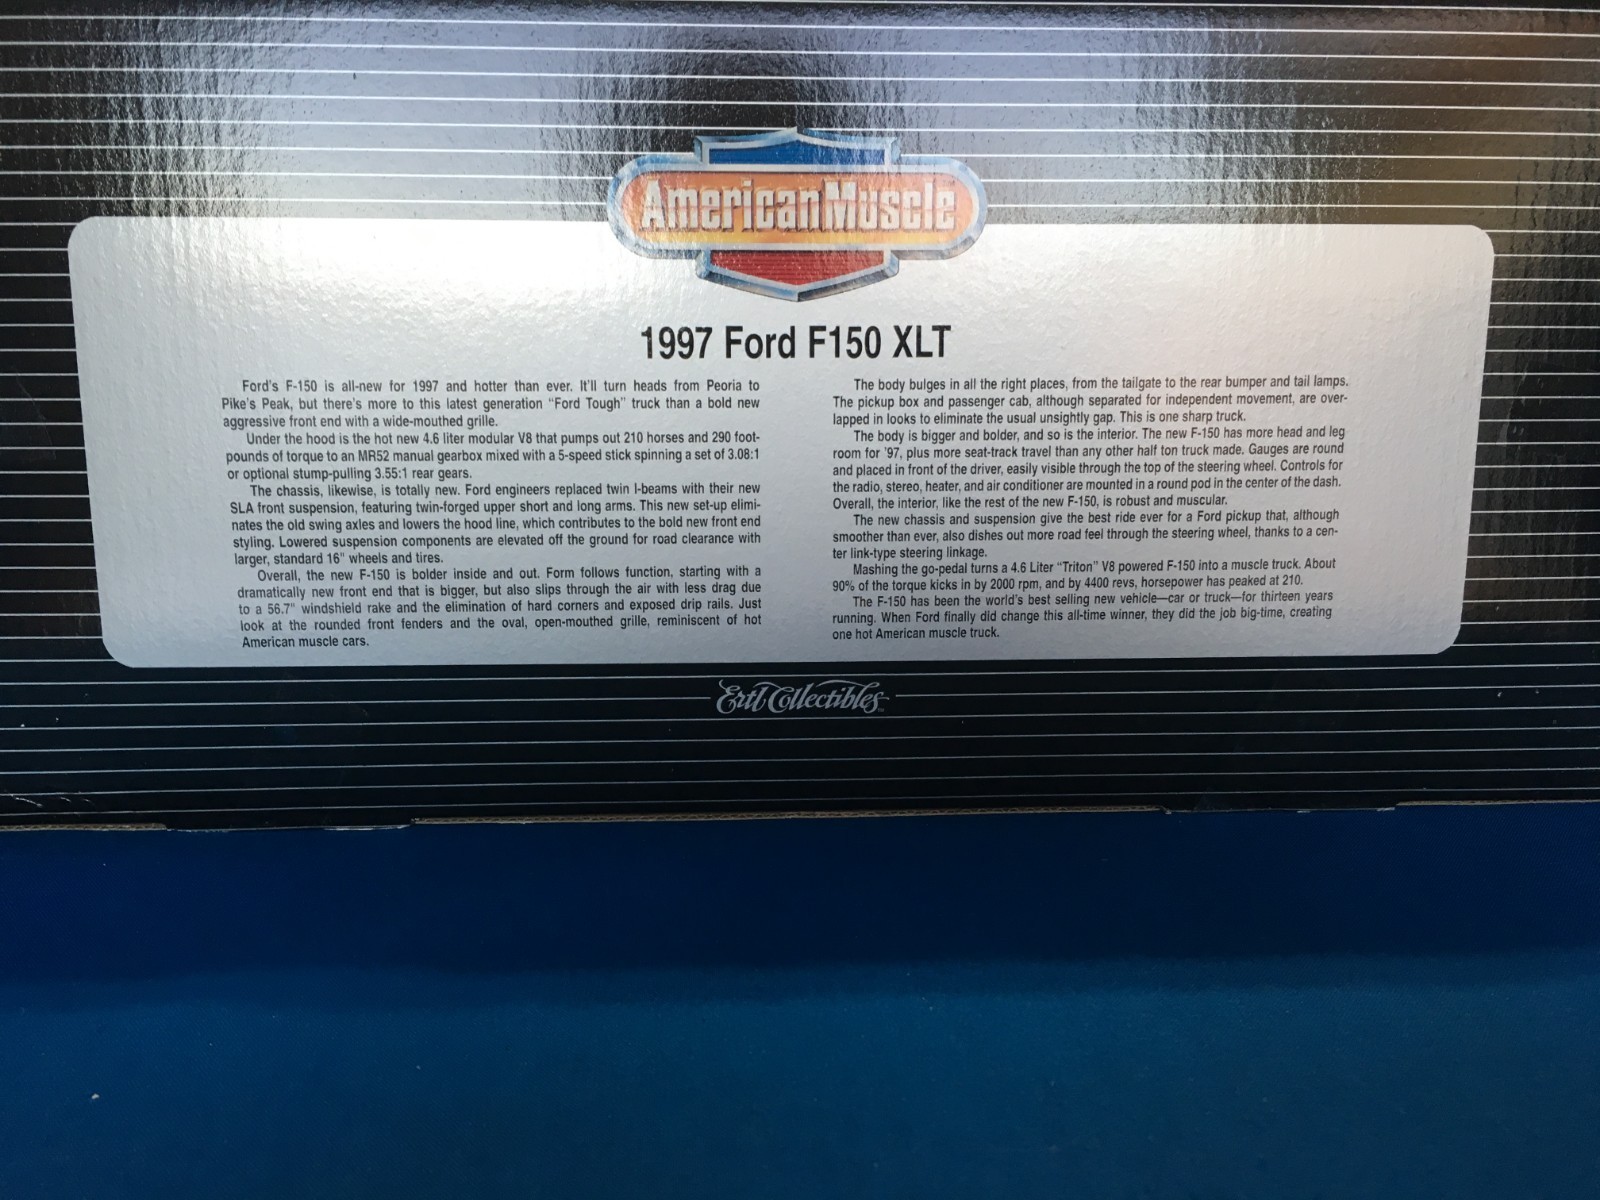 AmericanMuscle
1997 Ford F150 XLT
Ford's F-150 is all-new for 1997 and hotter than ever. It'll turn heads from Peoria to
Pike's Peak, but there's more to this latest generation "Ford Tough" truck than a bold new
aggressive front end with a wide-mouthed grille.
Under the hood is the hot new 4.6 liter modular V8 that pumps out 210 horses and 290 foot-
pounds of torque to an MR52 manual gearbox mixed with a 5-speed stick spinning a set of 3.08:1
or optional stump-pulling 3.55:1 rear gears.
The chassis, likewise, is totally new. Ford engineers replaced twin I-beams with their new
SLA front suspension, featuring twin-forged upper short and long arms. This new set-up elimi-
nates the old swing axles and lowers the hood line, which contributes to the bold new front end
styling. Lowered suspension components are elevated off the ground for road clearance with
larger, standard 16" wheels and tires.
Overall, the new F-150 is bolder inside and out. Form follows function, starting with a
dramatically new front end that is bigger, but also slips through the air with less drag due
to a 56.7" windshield rake and the elimination of hard corners and exposed drip rails. Just
look at the rounded front fenders and the oval, open-mouthed grille, reminiscent of hot
American muscle cars.
The body bulges in all the right places, from the tailgate to the rear bumper and tail lamps.
The pickup box and passenger cab, although separated for independent movement, are over-
lapped in looks to eliminate the usual unsightly gap. This is one sharp truck.
The body is bigger and bolder, and so is the interior. The new F-150 has more head and leg
room for '97, plus more seat-track travel than any other half ton truck made. Gauges are round
and placed in front of the driver, easily visible through the top of the steering wheel. Controls for
the radio, stereo, heater, and air conditioner are mounted in a round pod in the center of the dash.
Overall, the interior, like the rest of the new F-150, is robust and muscular.
The new chassis and suspension give the best ride ever for a Ford pickup that, although
smoother than ever, also dishes out more road feel through the steering wheel, thanks to a cen-
ter link-type steering linkage.
Mashing the go-pedal turns a 4.6 Liter "Triton" V8 powered F-150 into a muscle truck. About
90% of the torque kicks in by 2000 rpm, and by 4400 revs, horsepower has peaked at 210.
The F-150 has been the world's best selling new vehicle—car or truck—for thirteen years
running. When Ford finally did change this all-time winner, they did the job big-time, creating
one hot American muscle truck.
Ertl Collectibles